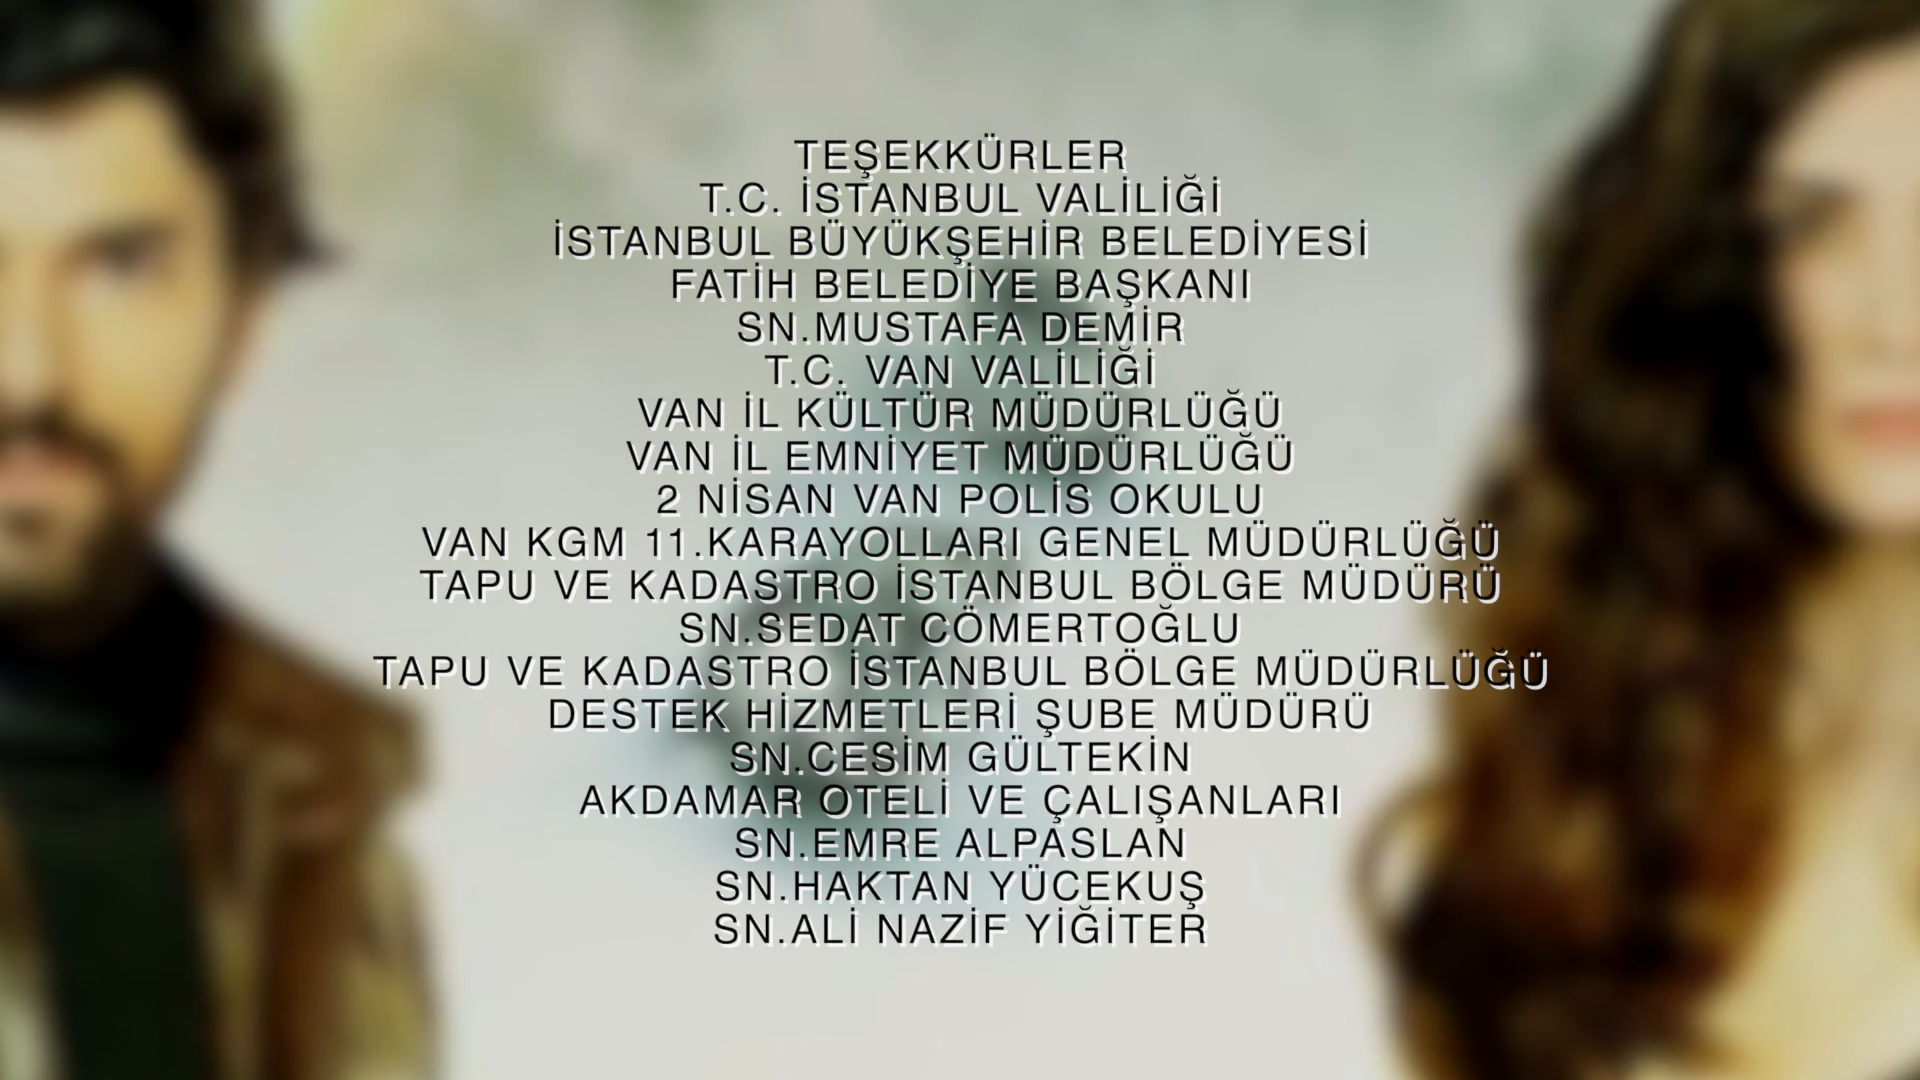 TEŞEKKÜRLER
T.C. İSTANBUL VALİLİĞİ
İSTANBUL BÜYÜKŞEHİR BELEDİYESİ
FATİH BELEDİYE BAŞKANI
SN.MUSTAFA DEMİR
T.C. VAN VALİLİĞİ
VAN İL KÜLTÜR MÜDÜRLÜĞÜ
VAN İL EMNİYET MÜDÜRLÜĞÜ
2 NİSAN VAN POLİS OKULU
VAN KGM 11.KARAYOLLARI GENEL MÜDÜRLÜĞÜ
TAPU VE KADASTRO İSTANBUL BÖLGE MÜDÜRÜ
SN.SEDAT CÖMERTOĞLU
TAPU VE KADASTRO İSTANBUL BÖLGE MÜDÜRLÜĞÜ
DESTEK HİZMETLERİ ŞUBE MÜDÜRÜ
SN.CESİM GÜLTEKİN
AKDAMAR OTELİ VE ÇALIŞANLARI
SN.EMRE ALPASLAN
SN.HAKTAN YÜCEKUŞ
SN.ALİ NAZİF YİĞİTER